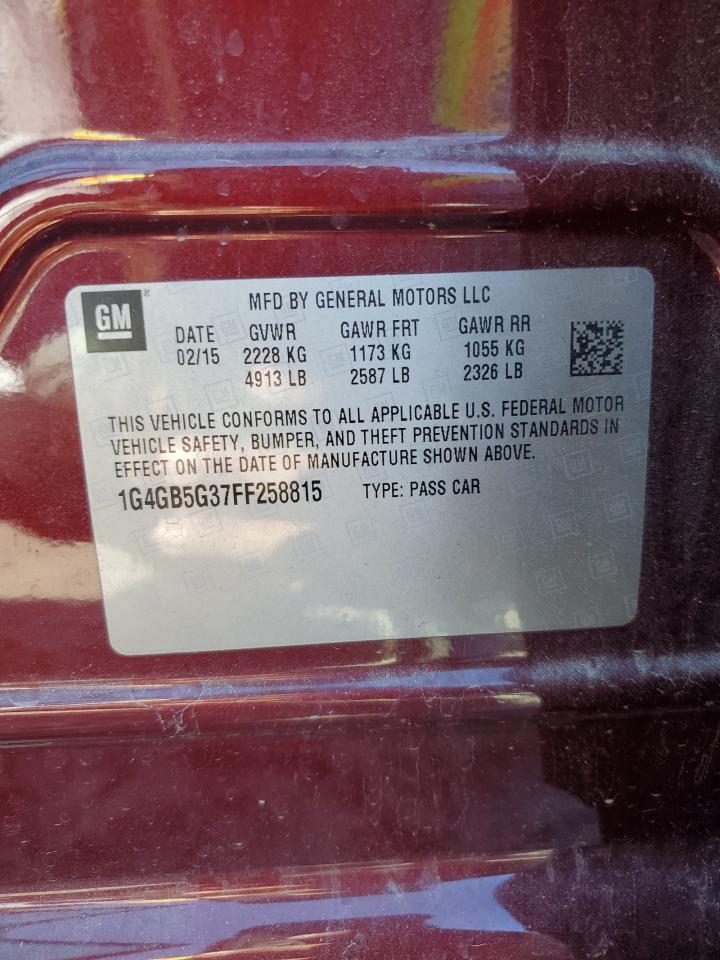 GM
MFD BY GENERAL MOTORS LLC
DATE GVWR GAWR FRT GAWR RR
02/15 2228 KG 1173 KG 1055 KG
4913 LB 2587 LB 2326 LB
THIS VEHICLE CONFORMS TO ALL APPLICABLE U.S. FEDERAL MOTOR
VEHICLE SAFETY, BUMPER, AND THEFT PREVENTION STANDARDS IN
EFFECT ON THE DATE OF MANUFACTURE SHOWN ABOVE.
1G4GB5G37FF258815 TYPE: PASS CAR